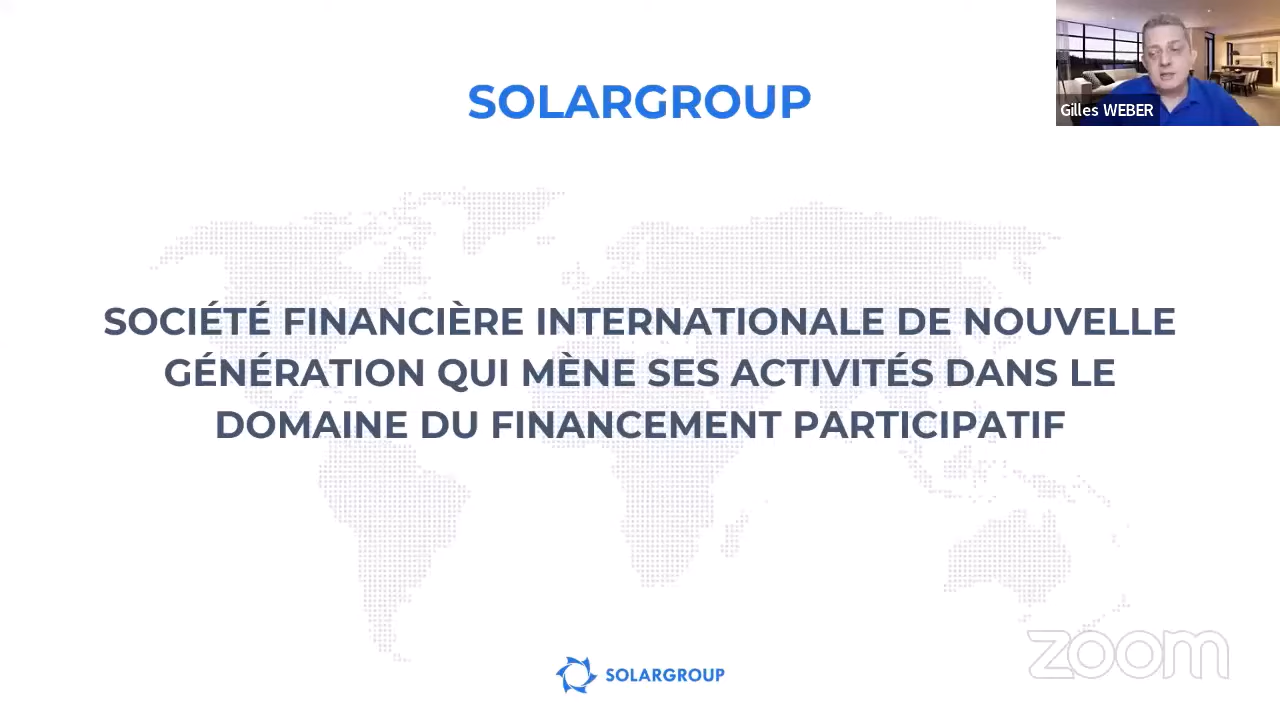 SOLARGROUP
Gilles WEBER
SOCIÉTÉ FINANCIÈRE INTERNATIONALE DE NOUVELLE
GÉNÉRATION QUI MÈNE SES ACTIVITÉS DANS LE
DOMAINE DU FINANCEMENT PARTICIPATIF
zoom
SOLARGROUP